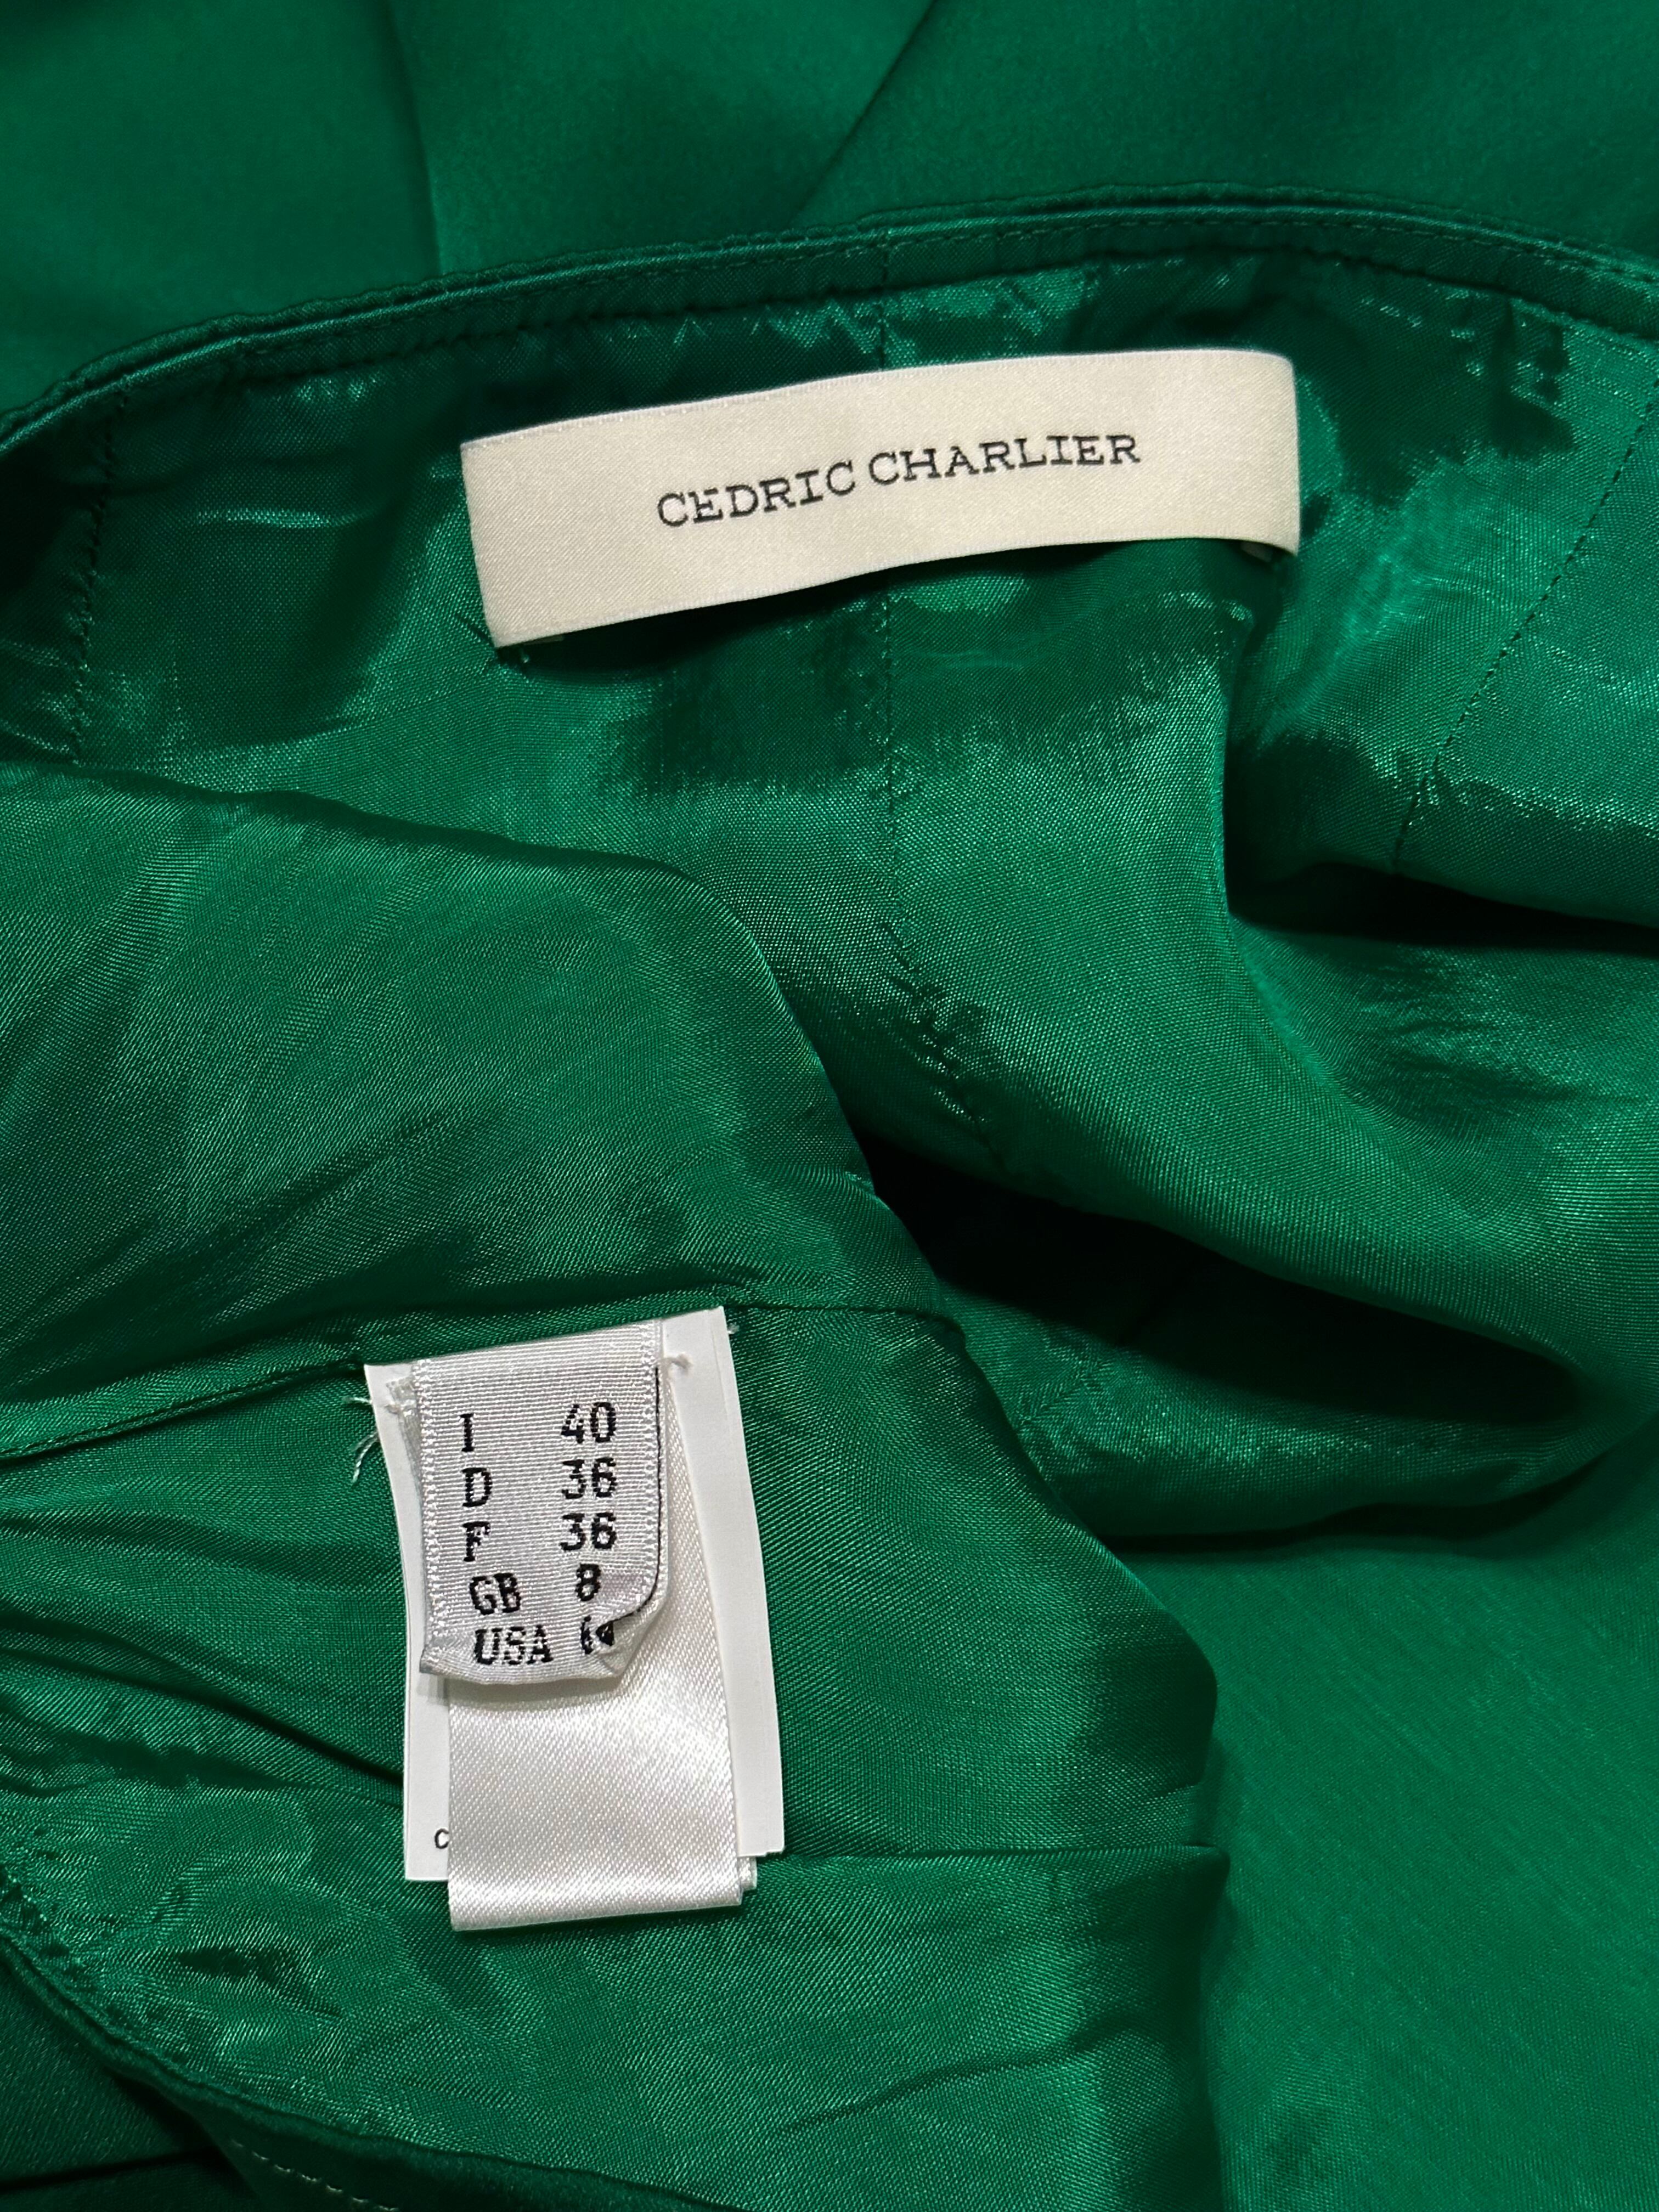 CEDRIC CHARLIER
I 40
D 36
F 36
GB 8
USA
C